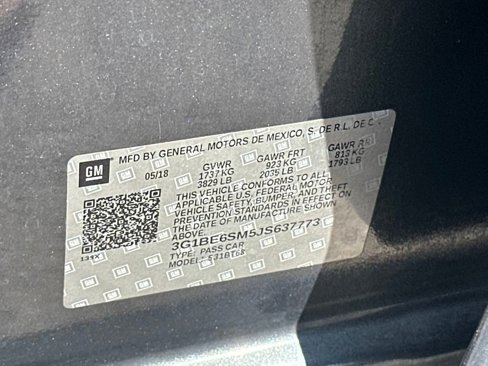 MFD BY GENERAL MOTORS DE MEXICO, S. DE R.L. DE C
GM
05/18 GVWR GAWR FRT GAWR RR
1737 KG 923 KG 813 KG
3829 LB 2035 LB 1793 LB
THIS VEHICLE CONFORMS TO ALL
APPLICABLE U.S. FEDERAL MOTOR
VEHICLE SAFETY, BUMPER, AND THEFT
PREVENTION STANDARDS IN EFFECT ON
THE DATE OF MANUFACTURE SHOWN
ABOVE.
3G1BE6SM5JS637773
TYPE: PASS CAR
MODEL: